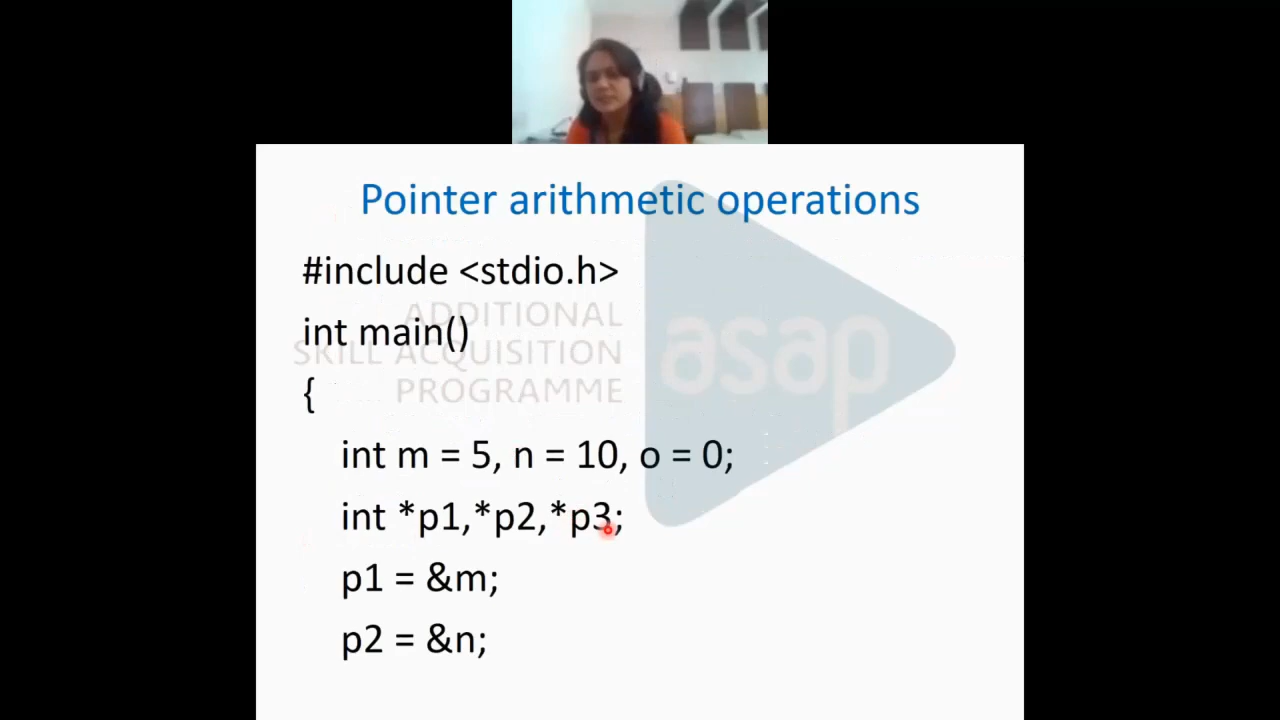 Pointer arithmetic operations
#include <stdio.h>
int main()
{
int m = 5, n = 10, o = 0;
int *p1,*p2,*p3;
p1 = &m;
p2 = &n;
ADDITIONAL
SKILL ACQUISITION
PROGRAMME
asap